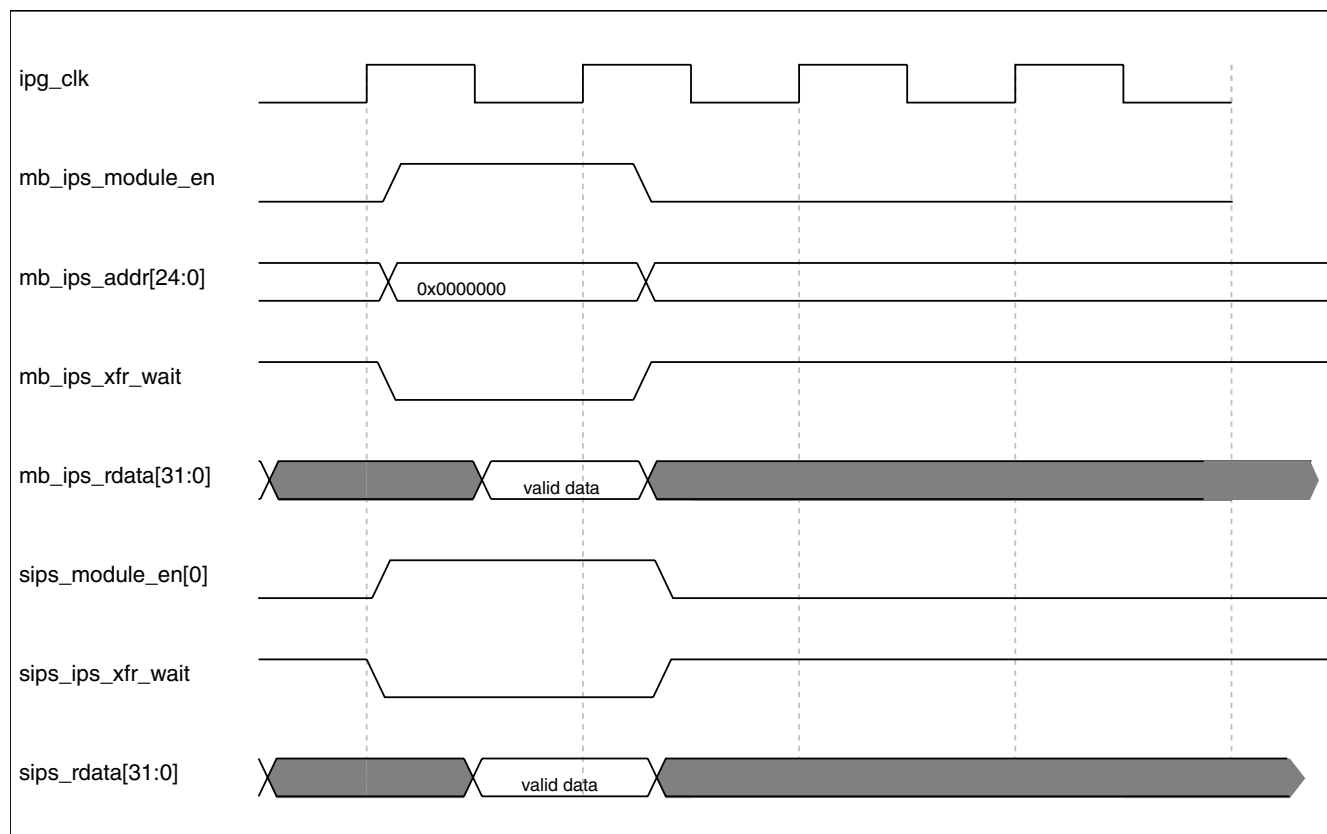 ipg_clk
mb_ips_module_en
mb_ips_addr[24:0]
0x0000000
mb_ips_xfr_wait
mb_ips_rdata[31:0]
valid data
sips_module_en[0]
sips_ips_xfr_wait
sips_rdata[31:0]
valid data